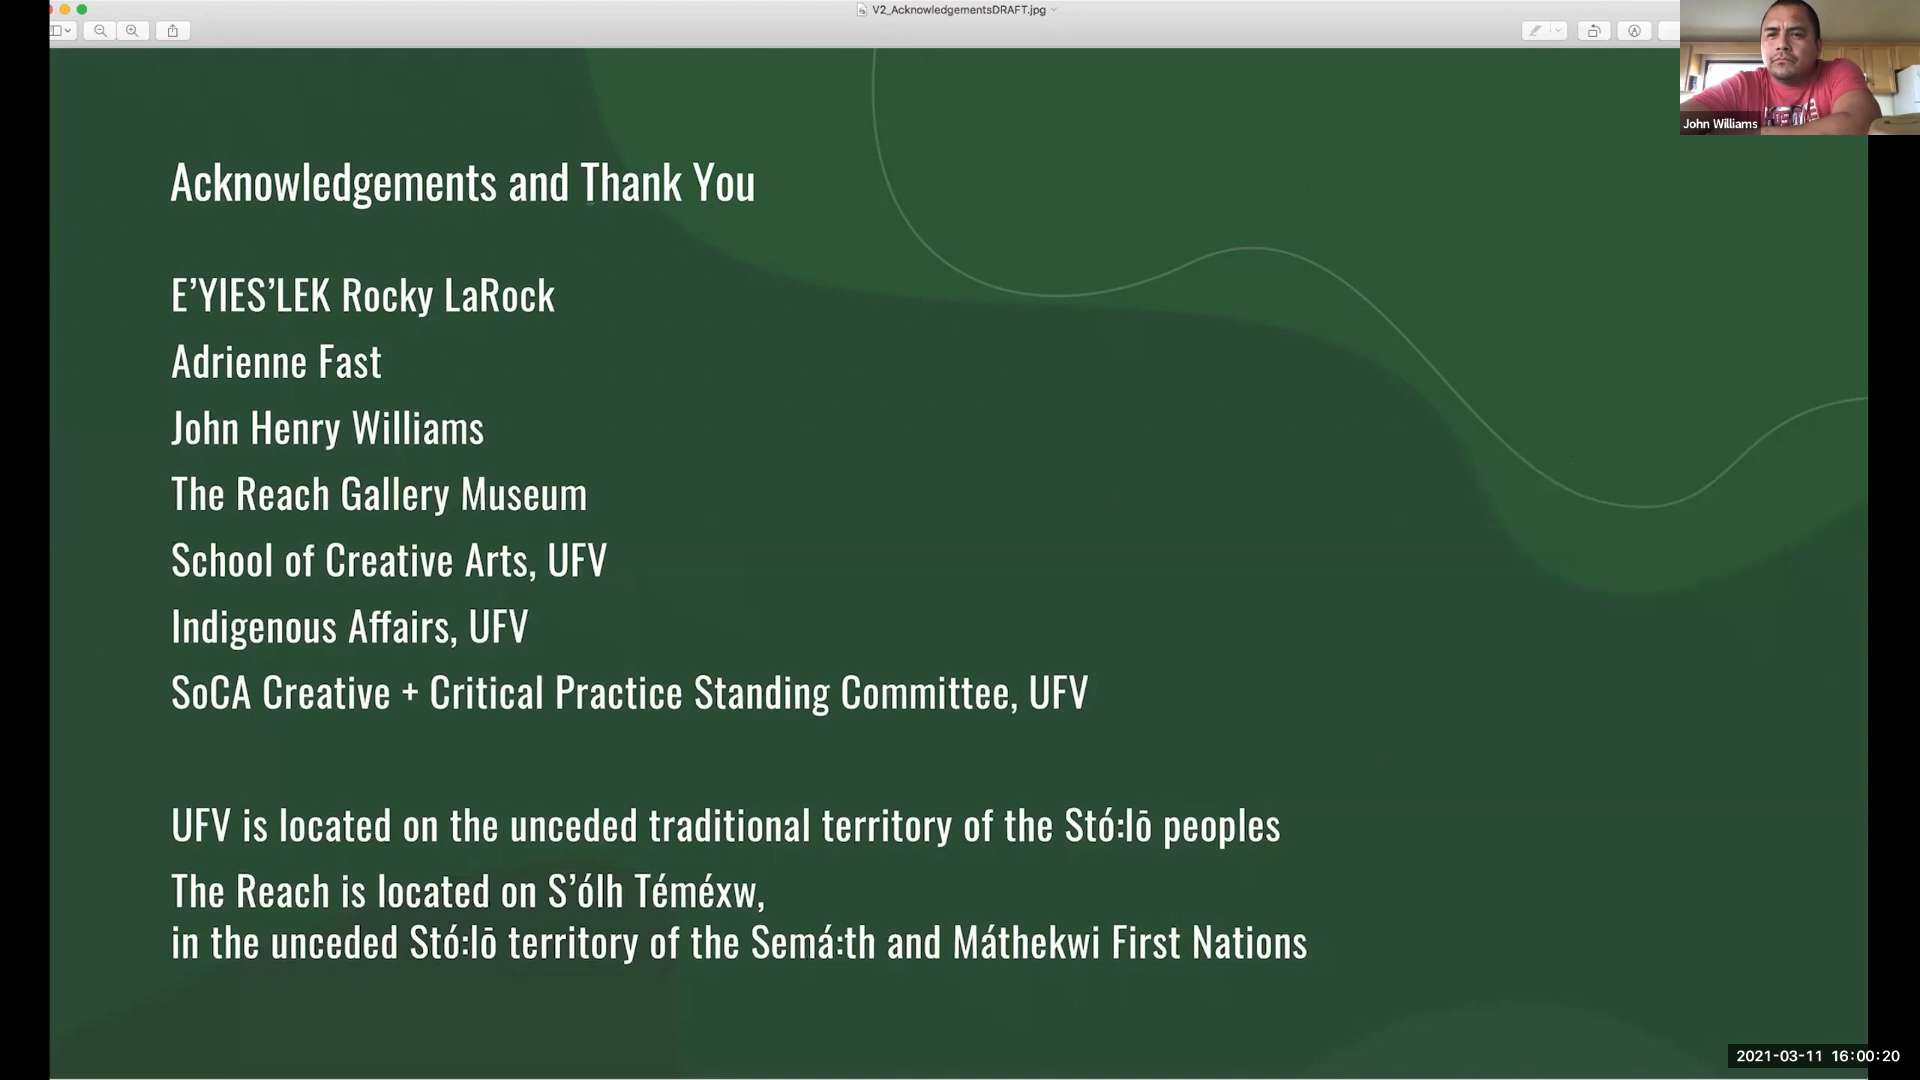 V2_AcknowledgementsDRAFT.jpg
John Williams
Acknowledgements and Thank You
E’YIES’LEK Rocky LaRock
Adrienne Fast
John Henry Williams
The Reach Gallery Museum
School of Creative Arts, UFV
Indigenous Affairs, UFV
SoCA Creative + Critical Practice Standing Committee, UFV
UFV is located on the unceded traditional territory of the Stó:lō peoples
The Reach is located on S’ólh Téméxw,
in the unceded Stó:lō territory of the Semá:th and Máthekwi First Nations
2021-03-11 16:00:20